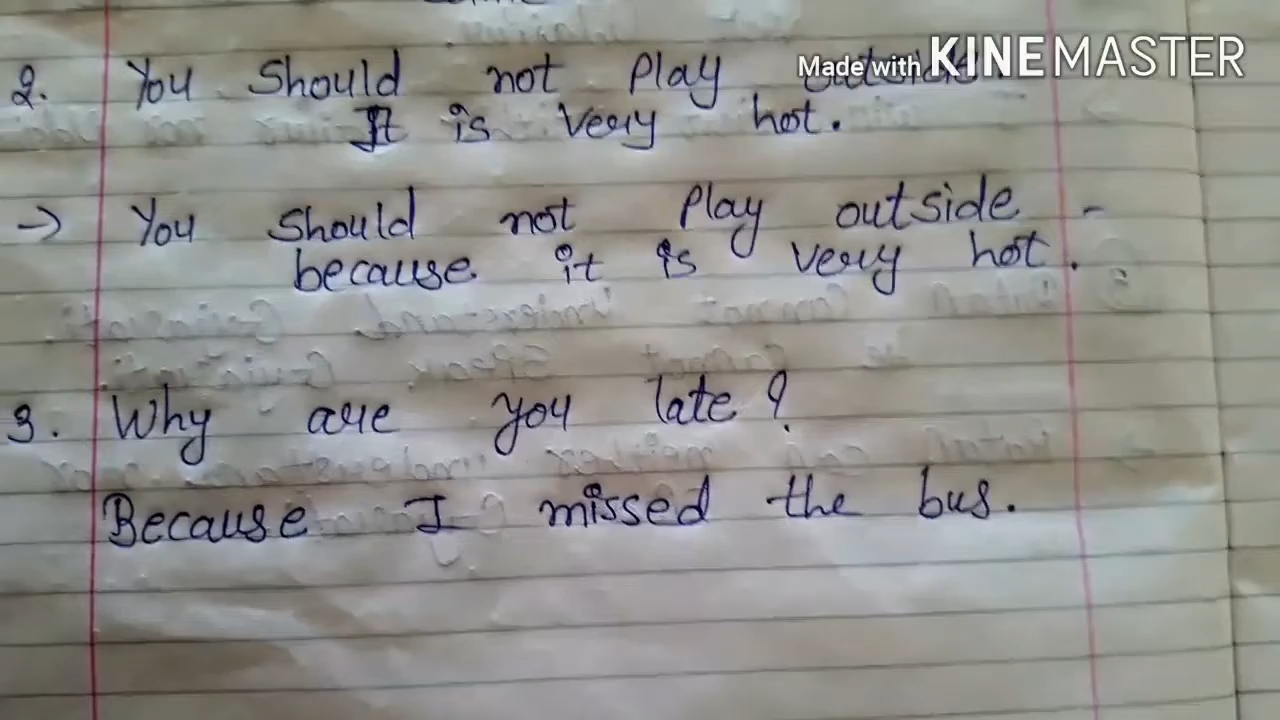 2. You Should not Play outside.
Made with KINEMASTER
It is very hot.
→ You Should not Play outside -
because it is very hot.
3. Why are you late?
Because I missed the bus.